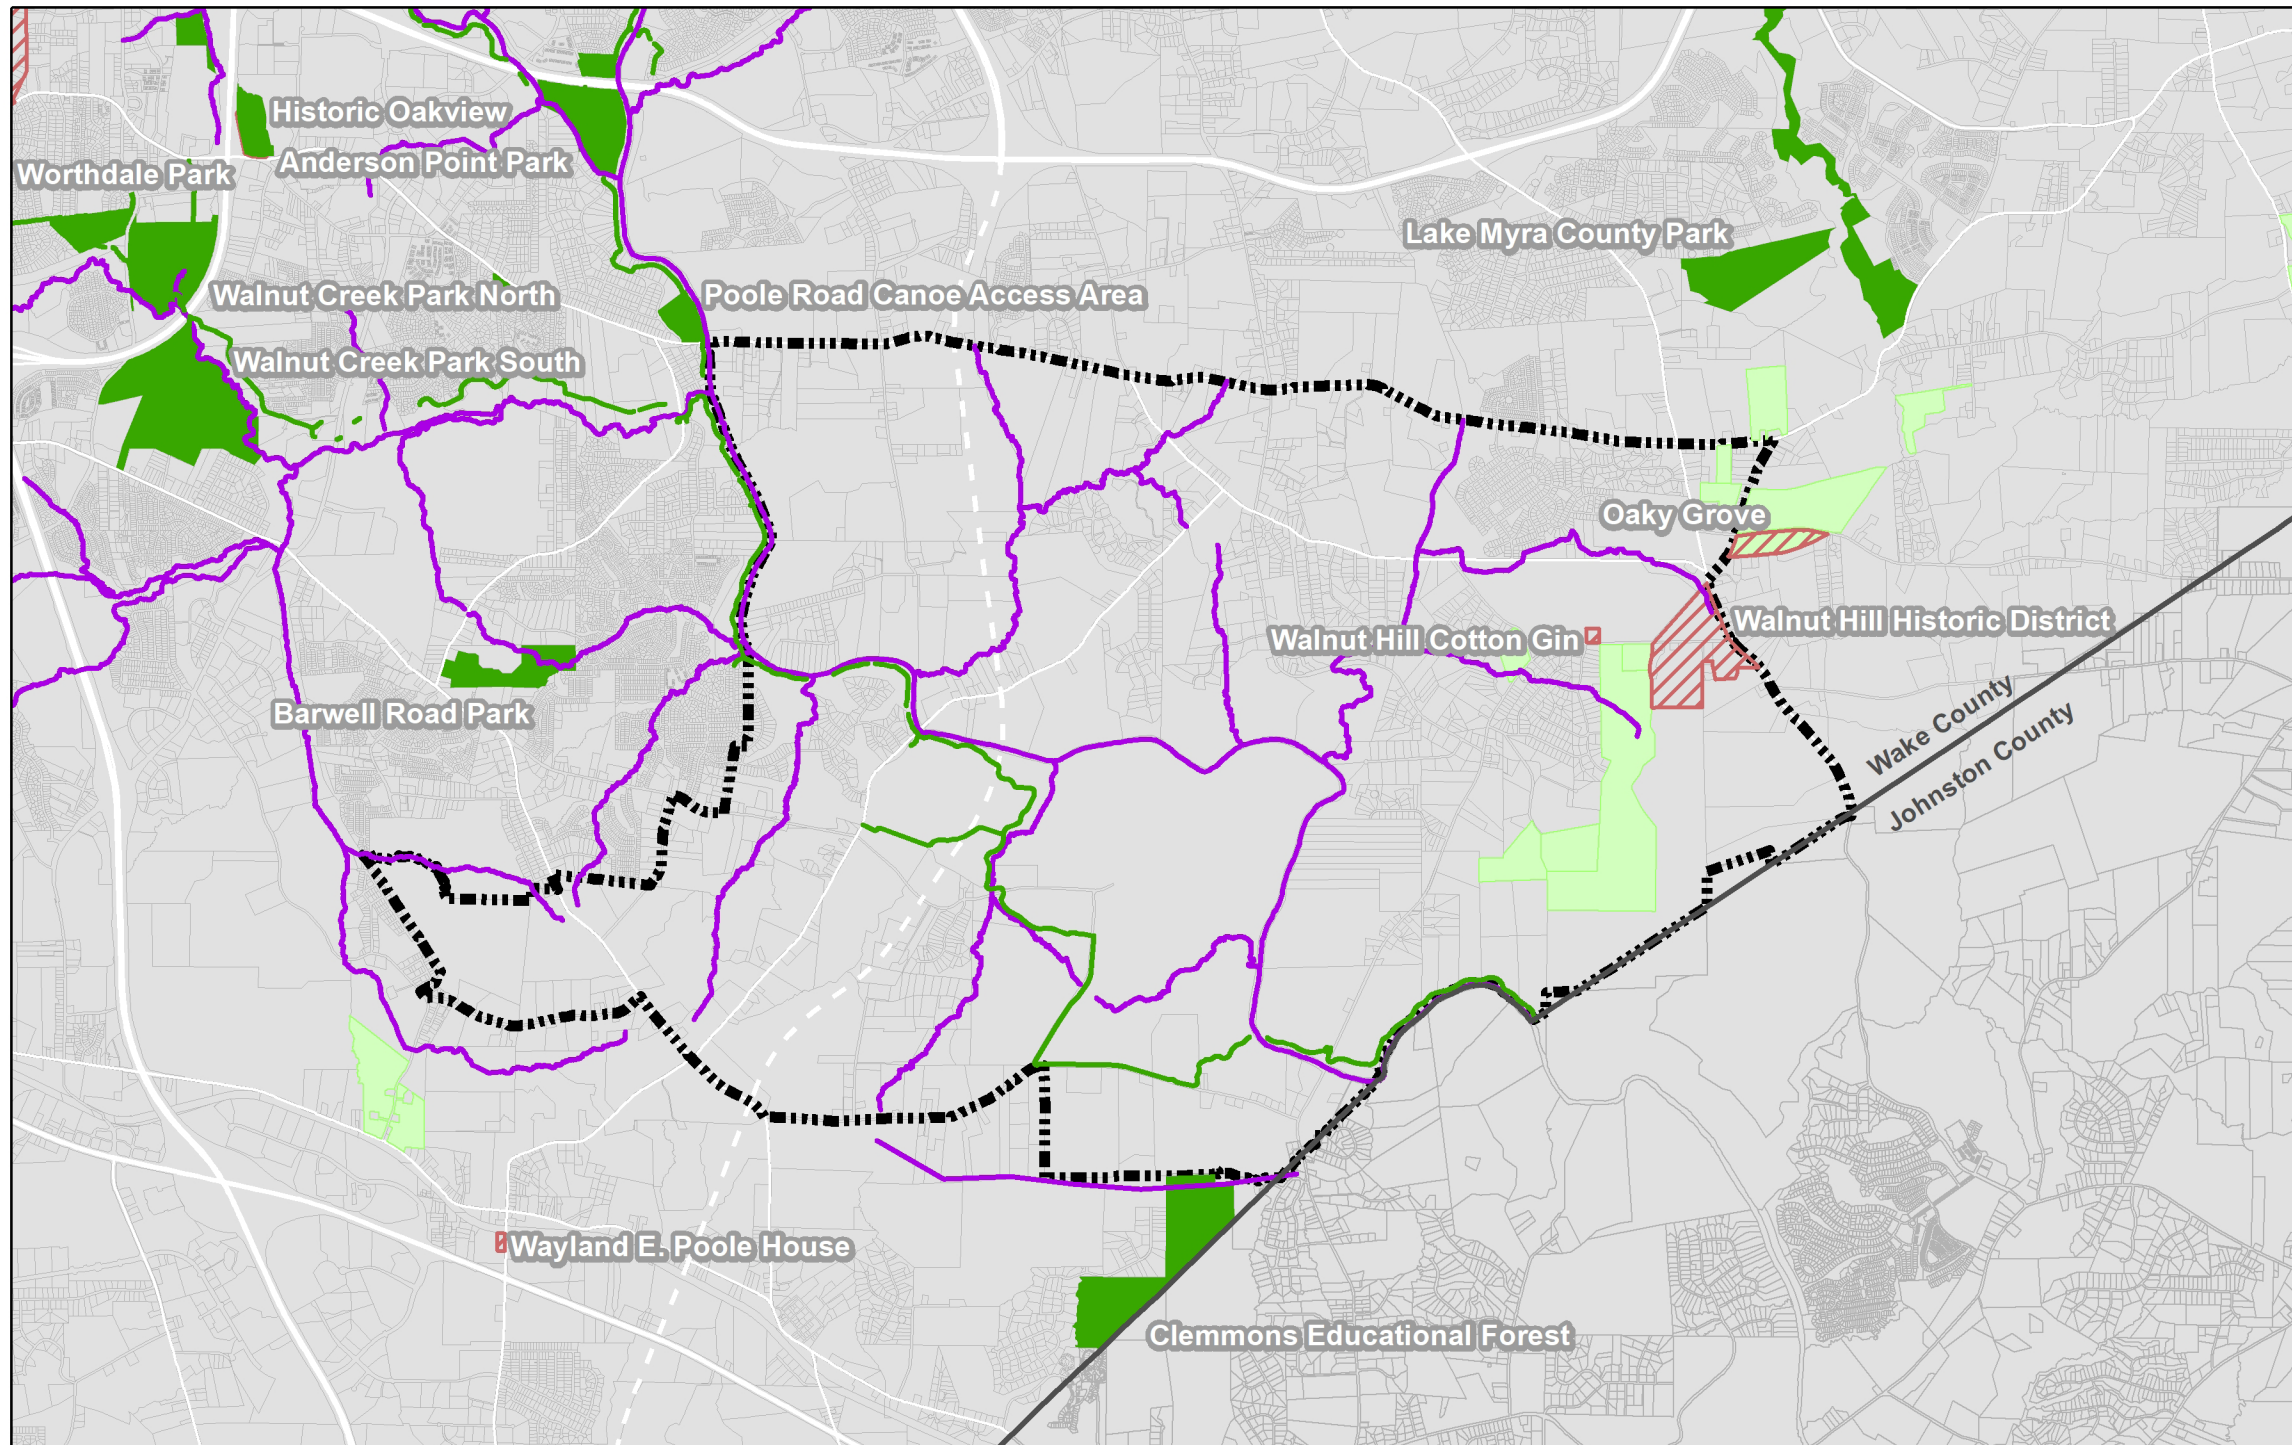 Historic Oakview
Anderson Point Park
Worthdale Park
Lake Myra County Park
Walnut Creek Park North
Poole Road Canoe Access Area
Walnut Creek Park South
Oaky Grove
Walnut Hill Historic District
Walnut Hill Cotton Gin
Barwell Road Park
Wake County
Johnston County
Wayland E. Poole House
Clemmons Educational Forest